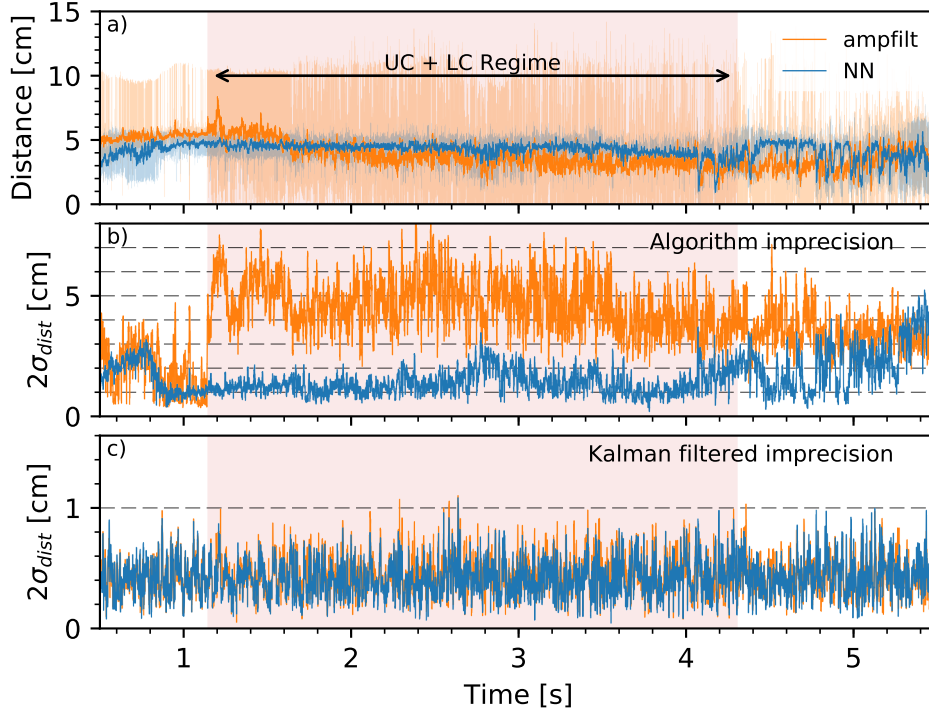 15
a)
ampfilt
NN
10
UC + LC Regime
5
0
Distance [cm]
b)
Algorithm imprecision
5
0
2σdist [cm]
c)
Kalman filtered imprecision
1
0
2σdist [cm]
1 2 3 4 5
Time [s]